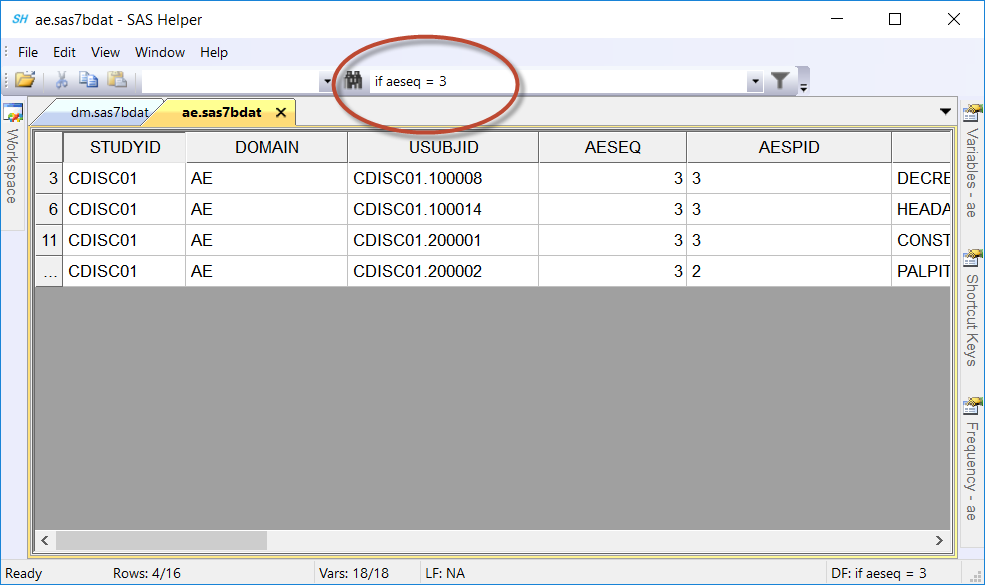 SH ae.sas7bdat - SAS Helper
File Edit View Window Help
if aeseq = 3
dm.sas7bdat ae.sas7bdat
STUDYID DOMAIN USUBJID AESEQ AESPID
3 CDISC01 AE CDISC01.100008 3 3 DECRE
6 CDISC01 AE CDISC01.100014 3 3 HEADA
11 CDISC01 AE CDISC01.200001 3 3 CONST
... CDISC01 AE CDISC01.200002 3 2 PALPIT
Workspace
Variables - ae
Shortcut Keys
Frequency - ae
Ready Rows: 4/16 Vars: 18/18 LF: NA DF: if aeseq = 3